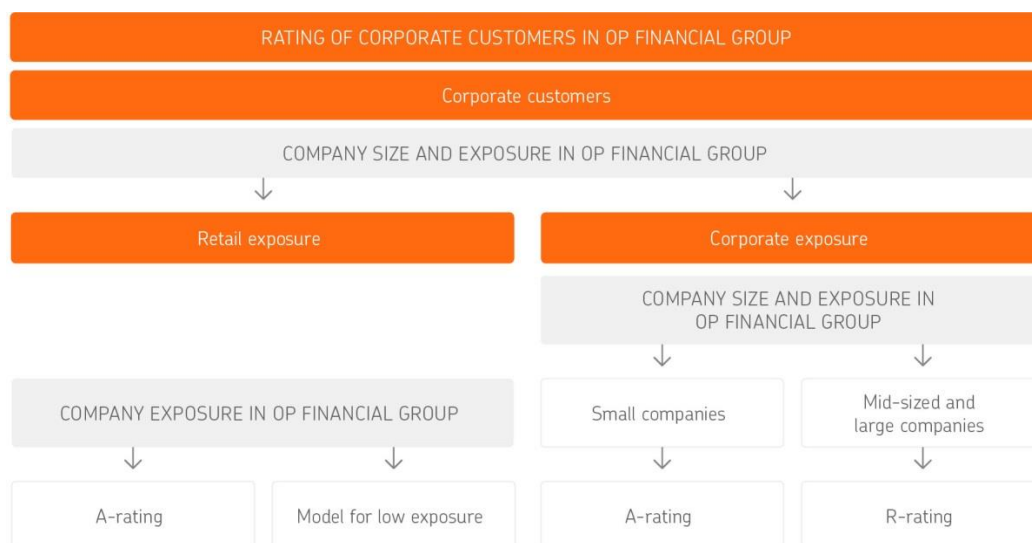 RATING OF CORPORATE CUSTOMERS IN OP FINANCIAL GROUP
Corporate customers
COMPANY SIZE AND EXPOSURE IN OP FINANCIAL GROUP
Retail exposure
Corporate exposure
COMPANY SIZE AND EXPOSURE IN
OP FINANCIAL GROUP
COMPANY EXPOSURE IN OP FINANCIAL GROUP
Small companies
Mid-sized and
large companies
A-rating
Model for low exposure
A-rating
R-rating